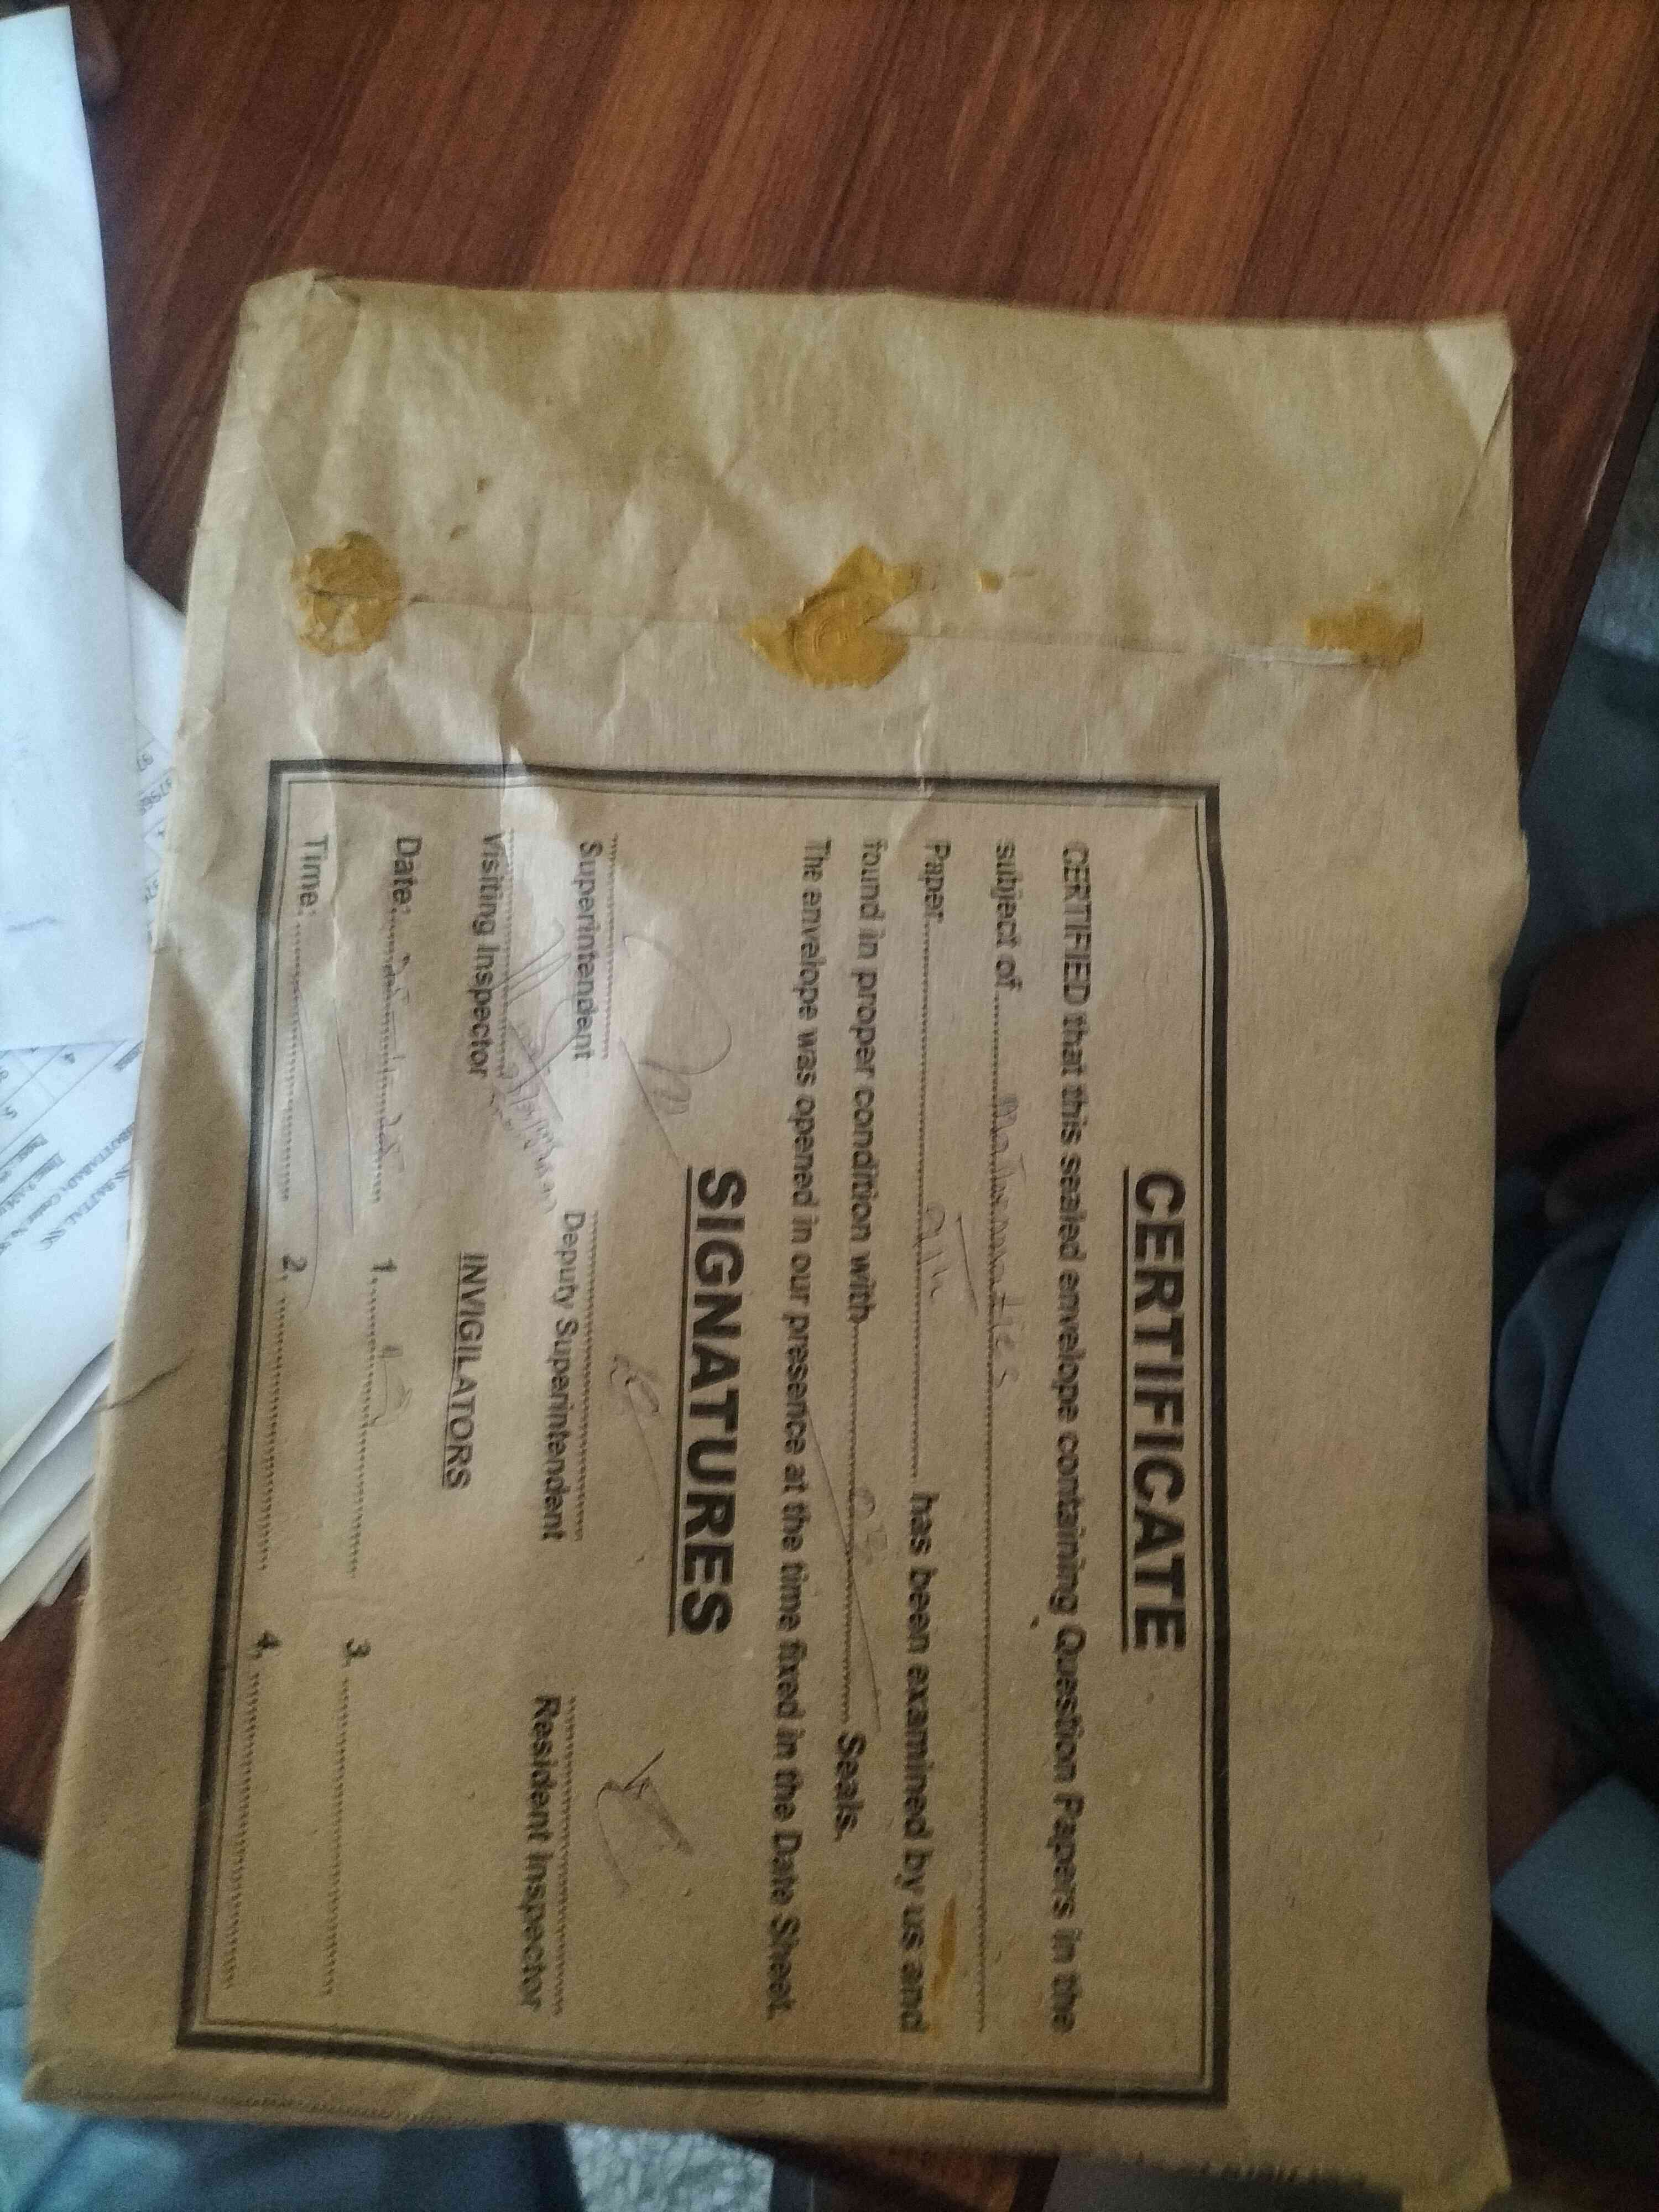 CERTIFICATE
CERTIFIED that this sealed envelope containing Question Papers in the
subject of.......Mathematics.......
Paper.......9th....... has been examined by us and
found in proper condition with.......03.......Seals.
The envelope was opened in our presence at the time fixed in the Date Sheet.
SIGNATURES
Superintendent
Deputy Superintendent
Resident Inspector
Visiting Inspector
INVIGILATORS
Date:.......
1........
3........
Time:.......
2........
4........